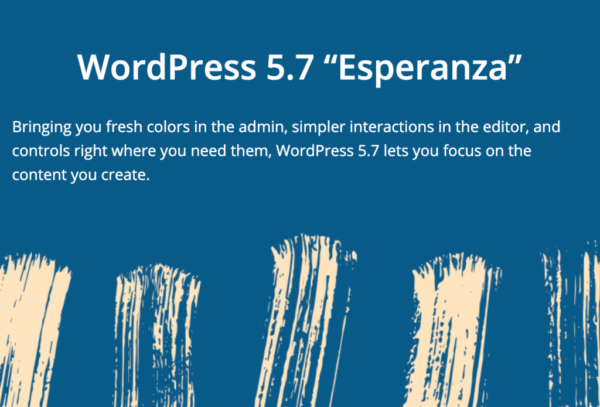 WordPress 5.7 “Esperanza”
Bringing you fresh colors in the admin, simpler interactions in the editor, and
controls right where you need them, WordPress 5.7 lets you focus on the
content you create.